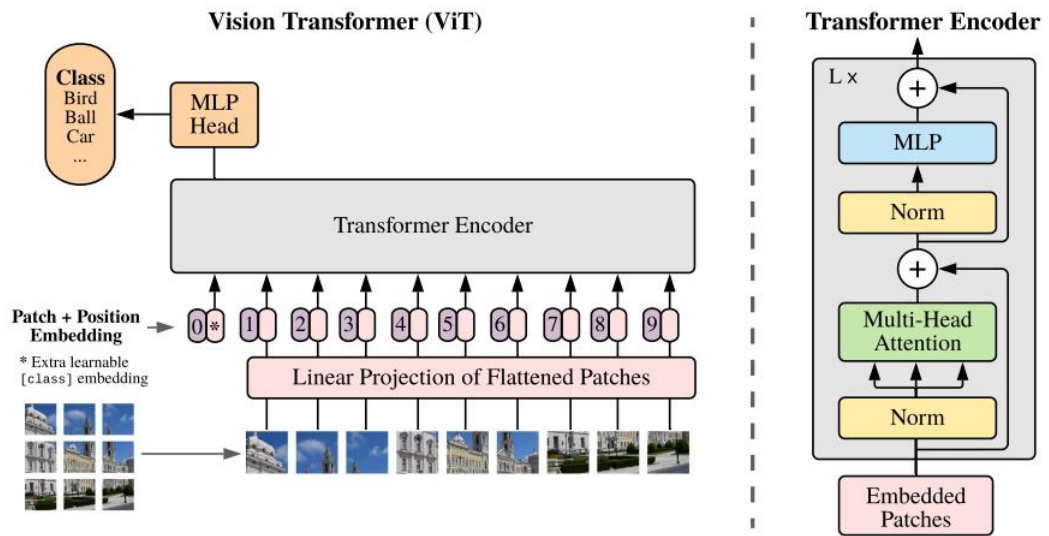 Vision Transformer (ViT)
Class
Bird
Ball
Car
...
MLP
Head
Transformer Encoder
Patch + Position
Embedding
* Extra learnable
[class] embedding
0 * 1 2 3 4 5 6 7 8 9
Linear Projection of Flattened Patches
Transformer Encoder
L ×
+
MLP
Norm
+
Multi-Head
Attention
Norm
Embedded
Patches